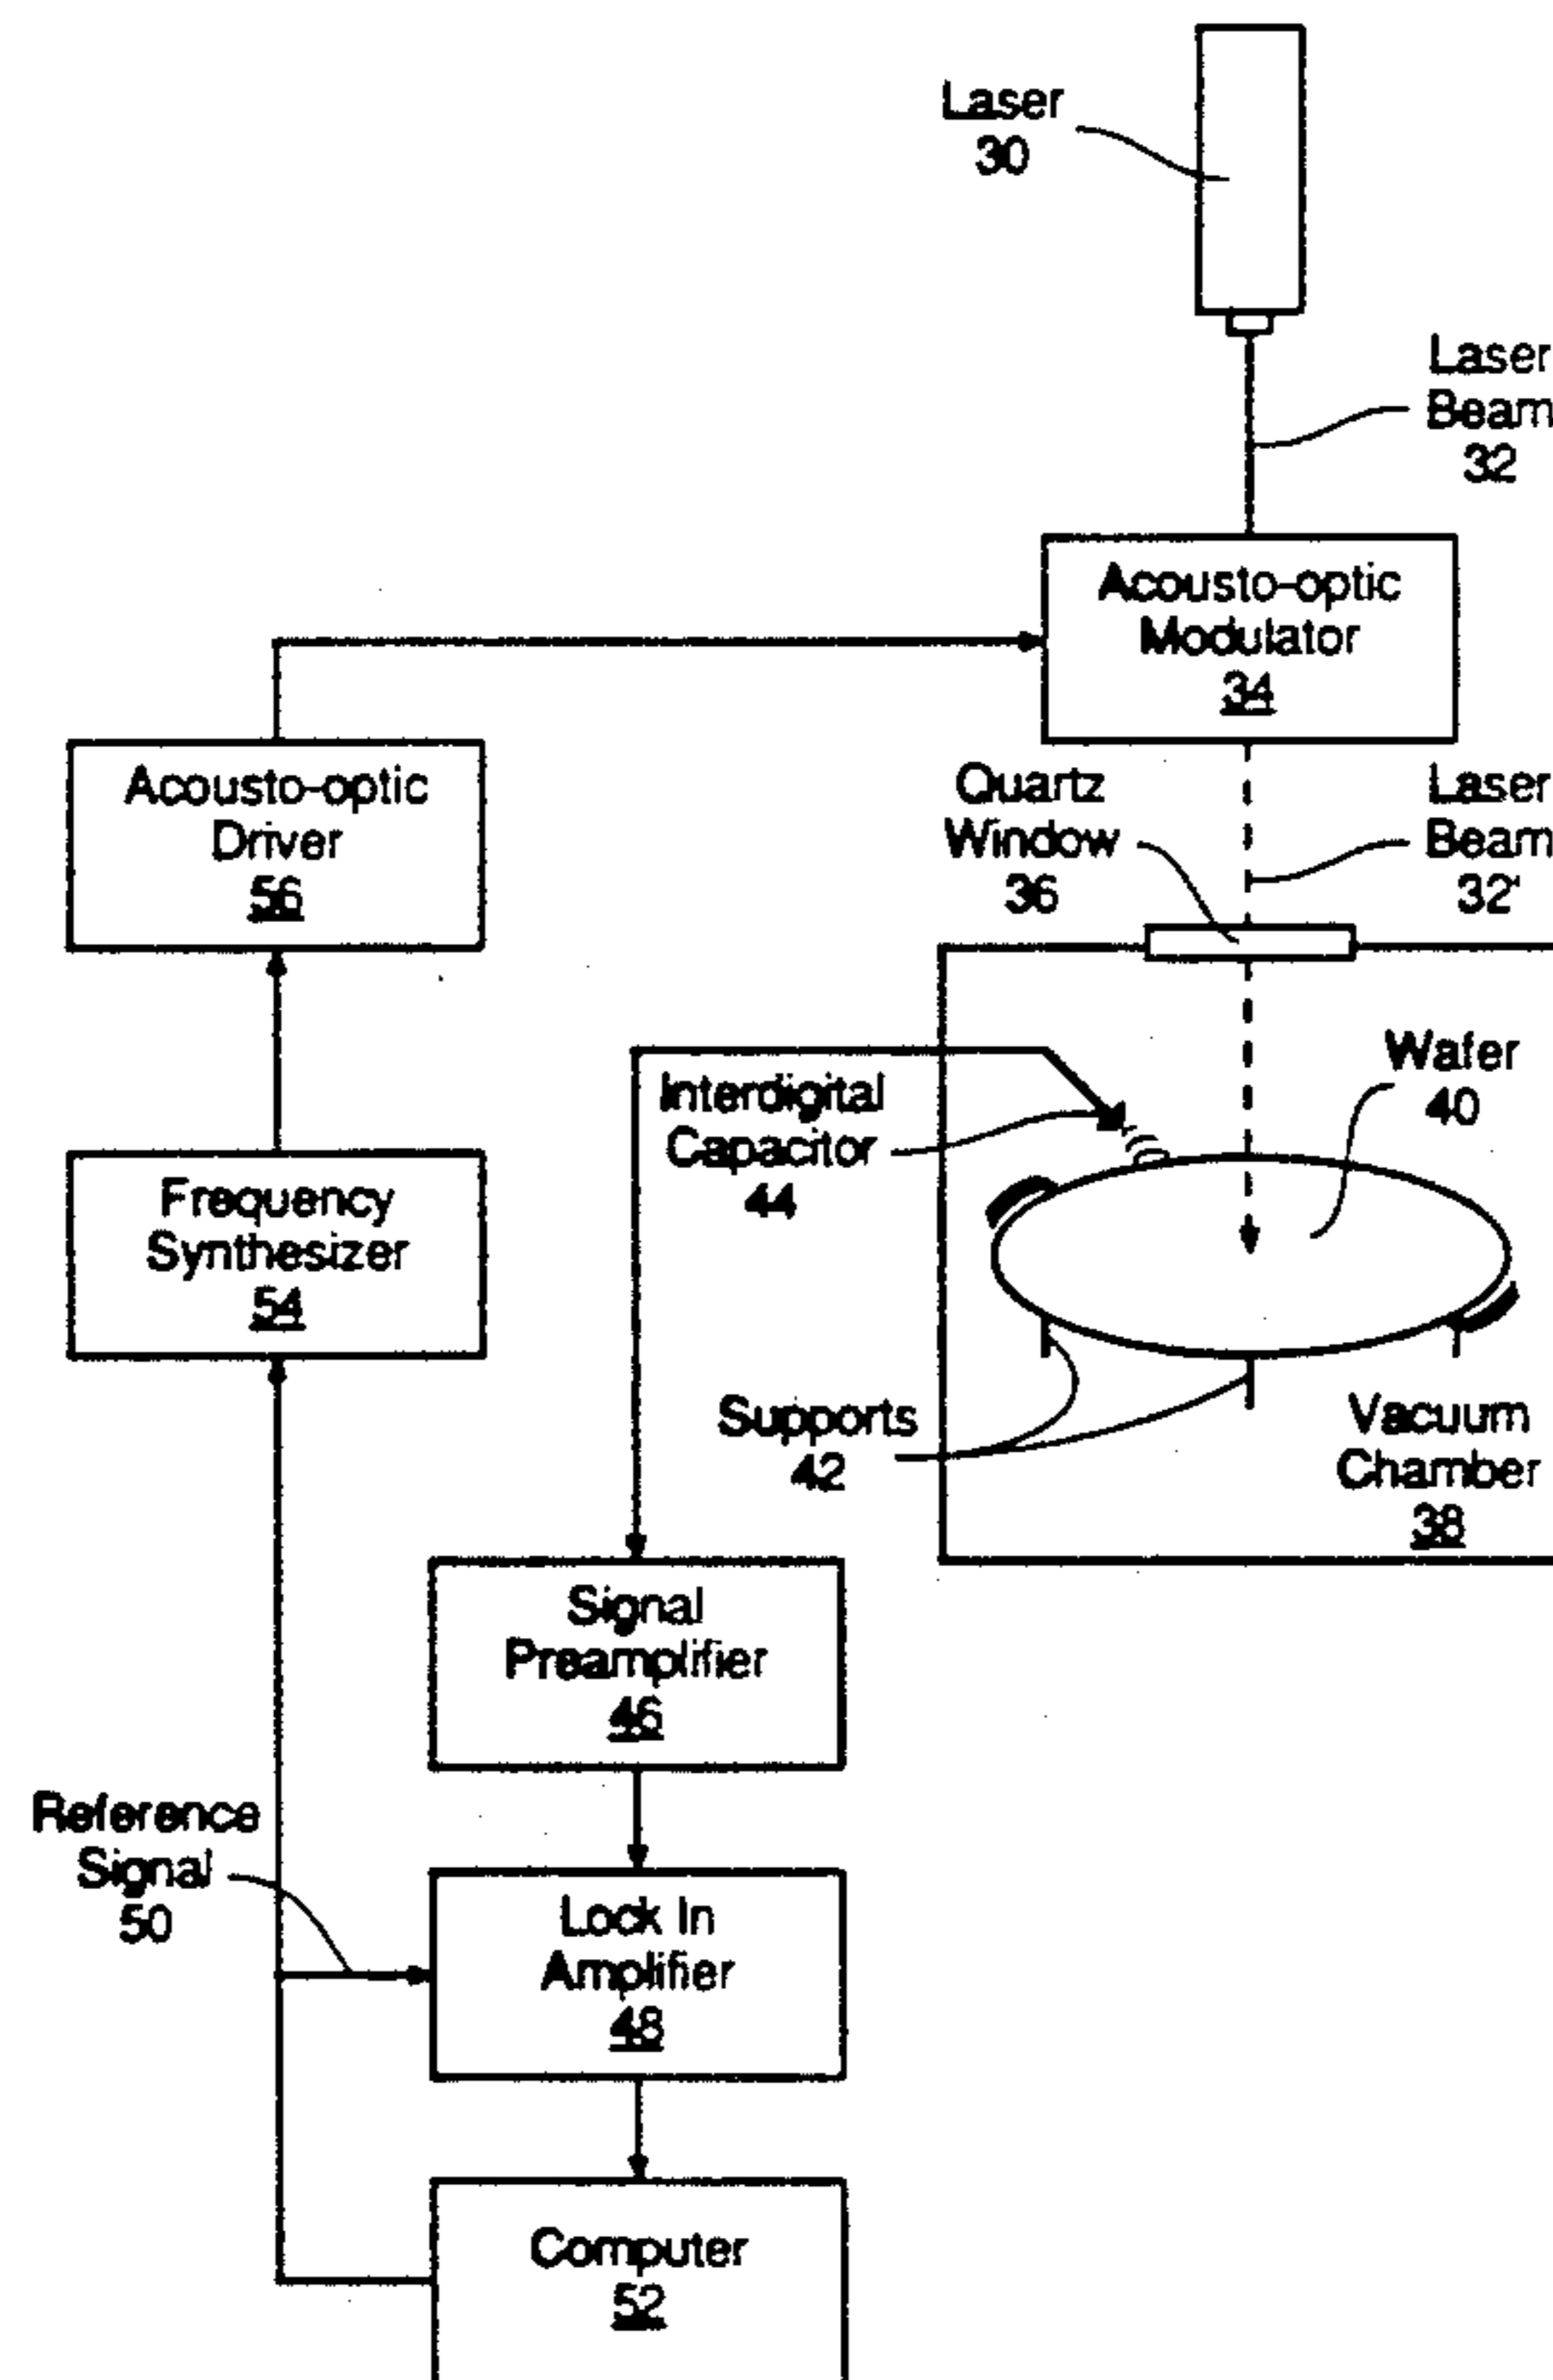 Laser
30
Laser
Beam
32
Acousto-optic
Modulator
34
Acousto-optic
Driver
56
Quartz
Window
36
Laser
Beam
32'
Wafer
40
Interdigital
Capacitor
44
Frequency
Synthesizer
54
Supports
42
Vacuum
Chamber
38
Signal
Preamplifier
46
Reference
Signal
50
Lock In
Amplifier
48
Computer
52